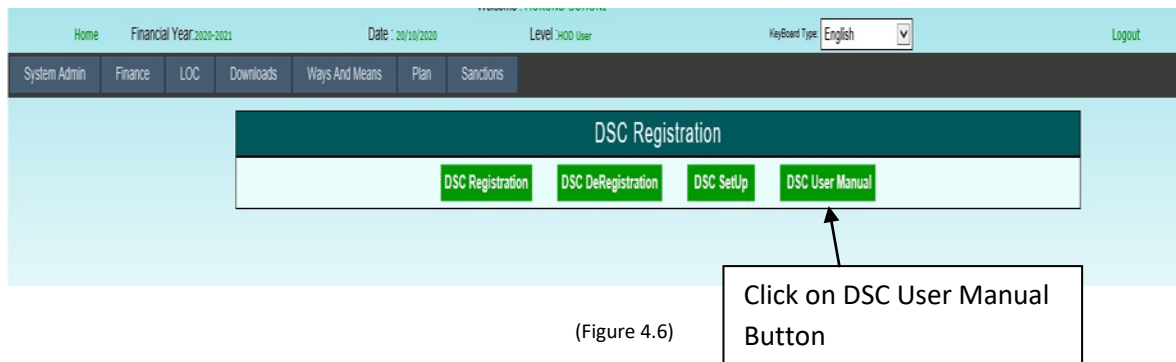 Welcome :
Home Financial Year:2020-2021 Date : 20/10/2020 Level :HOD User KeyBoard Type: English Logout
System Admin Finance LOC Downloads Ways And Means Plan Sanctions
DSC Registration
DSC Registration DSC DeRegistration DSC SetUp DSC User Manual
Click on DSC User Manual
Button
(Figure 4.6)